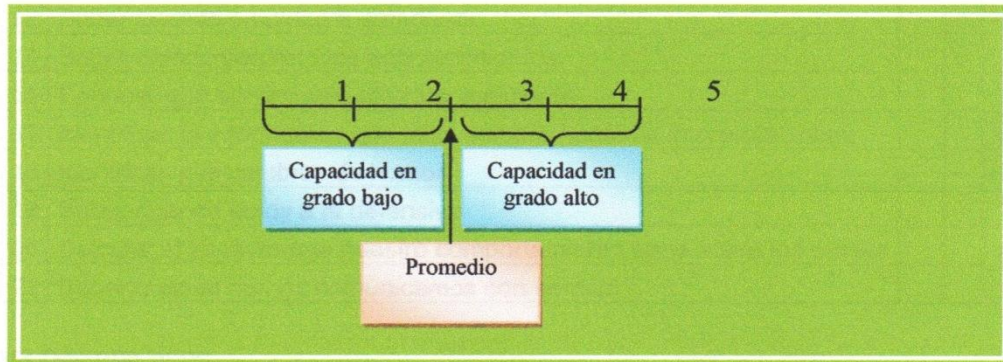 1 2 3 4 5
Capacidad en
grado bajo
Capacidad en
grado alto
Promedio